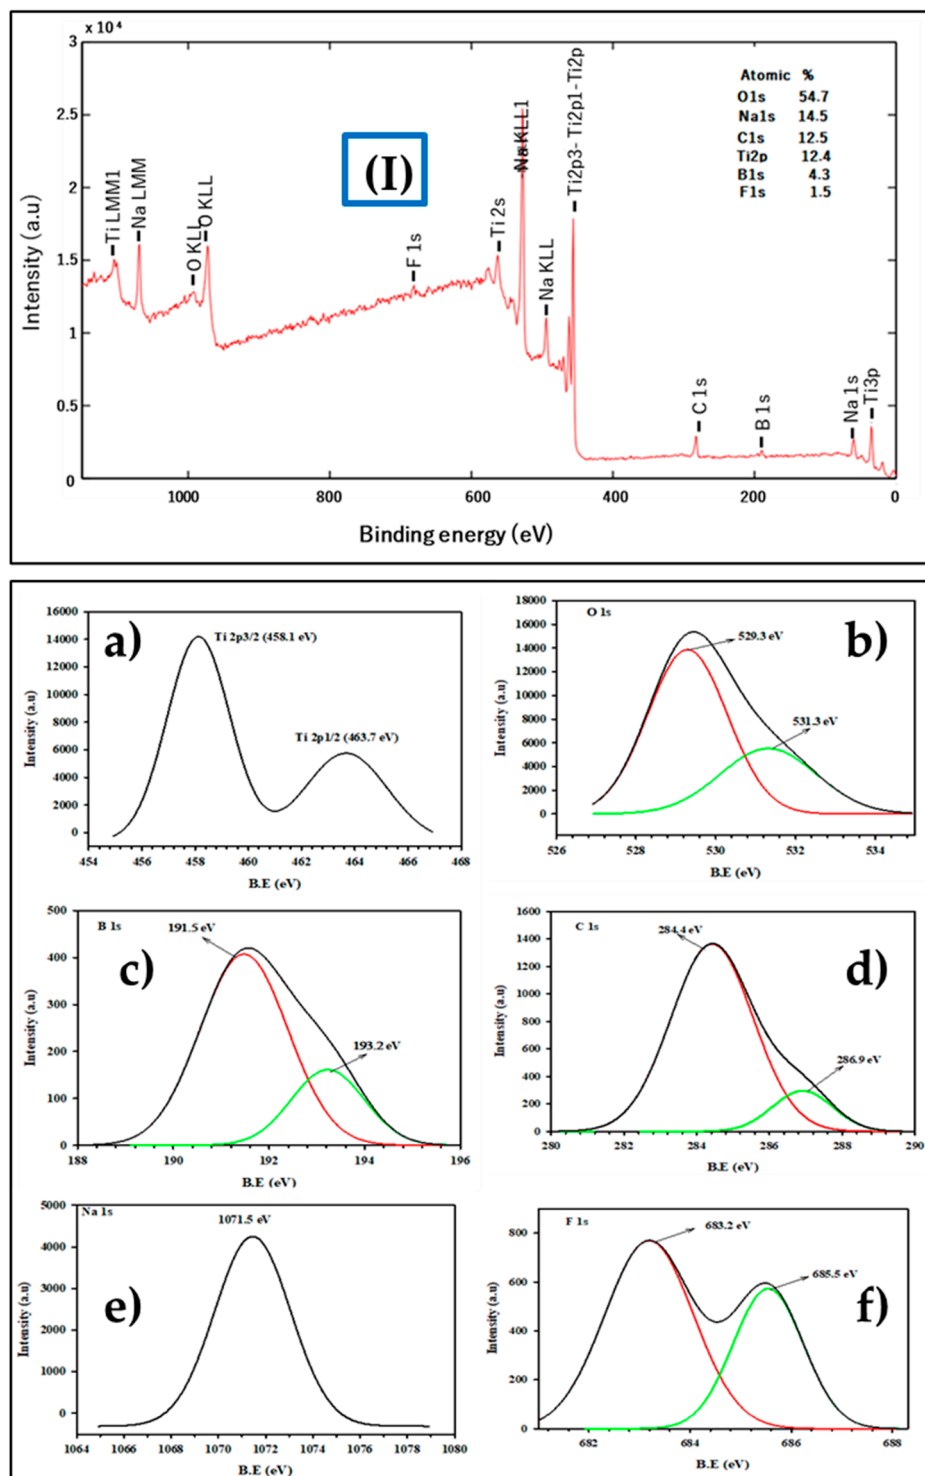 x 10⁴
3
2.5
2
1.5
1
0.5
0
1000
800
600
400
200
0
Intensity (a.u)
Binding energy (eV)
(I)
Ti LMM1
Na LMM
O KLL
O KLL
F 1s
Ti 2s
Na KLL1
Na KLL
Ti2p3- Ti2p1-Ti2p
C 1s
B 1s
Na 1s
Ti3p
Atomic %
O1s 54.7
Na1s 14.5
C1s 12.5
Ti2p 12.4
B1s 4.3
F1s 1.5
a)
Ti 2p3/2 (458.1 eV)
Ti 2p1/2 (463.7 eV)
16000
14000
12000
10000
8000
6000
4000
2000
0
454 456 458 460 462 464 466 468
Intensity (a.u)
B.E (eV)
b)
O 1s
529.3 eV
531.3 eV
18000
16000
14000
12000
10000
8000
6000
4000
2000
0
526 528 530 532 534
Intensity (a.u)
B.E (eV)
c)
B 1s
191.5 eV
193.2 eV
500
400
300
200
100
0
188 190 192 194 196
Intensity (a.u)
B.E (eV)
d)
C 1s
284.4 eV
286.9 eV
1600
1400
1200
1000
800
600
400
200
0
280 282 284 286 288 290
Intensity (a.u)
B.E (eV)
e)
Na 1s
1071.5 eV
5000
4000
3000
2000
1000
0
1064 1066 1068 1070 1072 1074 1076 1078 1080
Intensity (a.u)
B.E (eV)
f)
F 1s
683.2 eV
685.5 eV
800
600
400
200
0
682 684 686 688
Intensity (a.u)
B.E (eV)